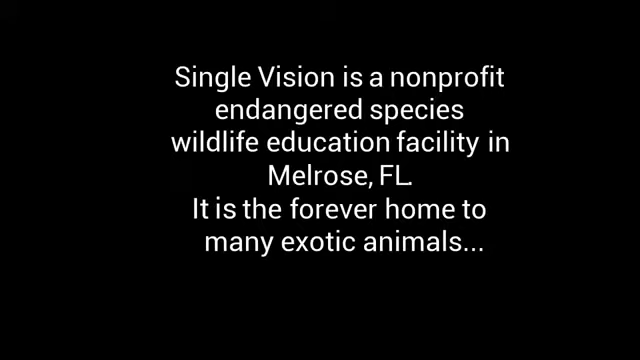 Single Vision is a nonprofit
endangered species
wildlife education facility in
Melrose, FL.
It is the forever home to
many exotic animals...